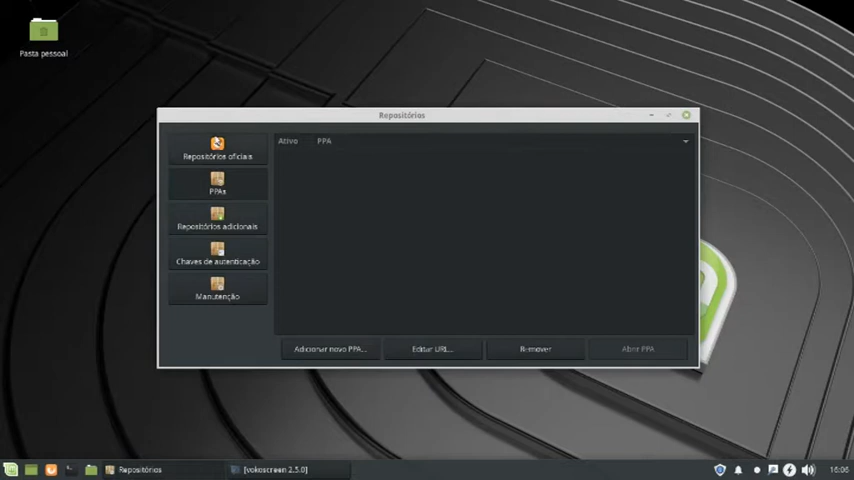 Pasta pessoal
Repositórios
Repositórios oficiais
PPAs
Repositórios adicionais
Chaves de autenticação
Manutenção
Ativo PPA
Adicionar novo PPA...
Editar URL...
Remover
Abrir PPA
Repositórios
[vokoscreen 2.5.0]
16:06